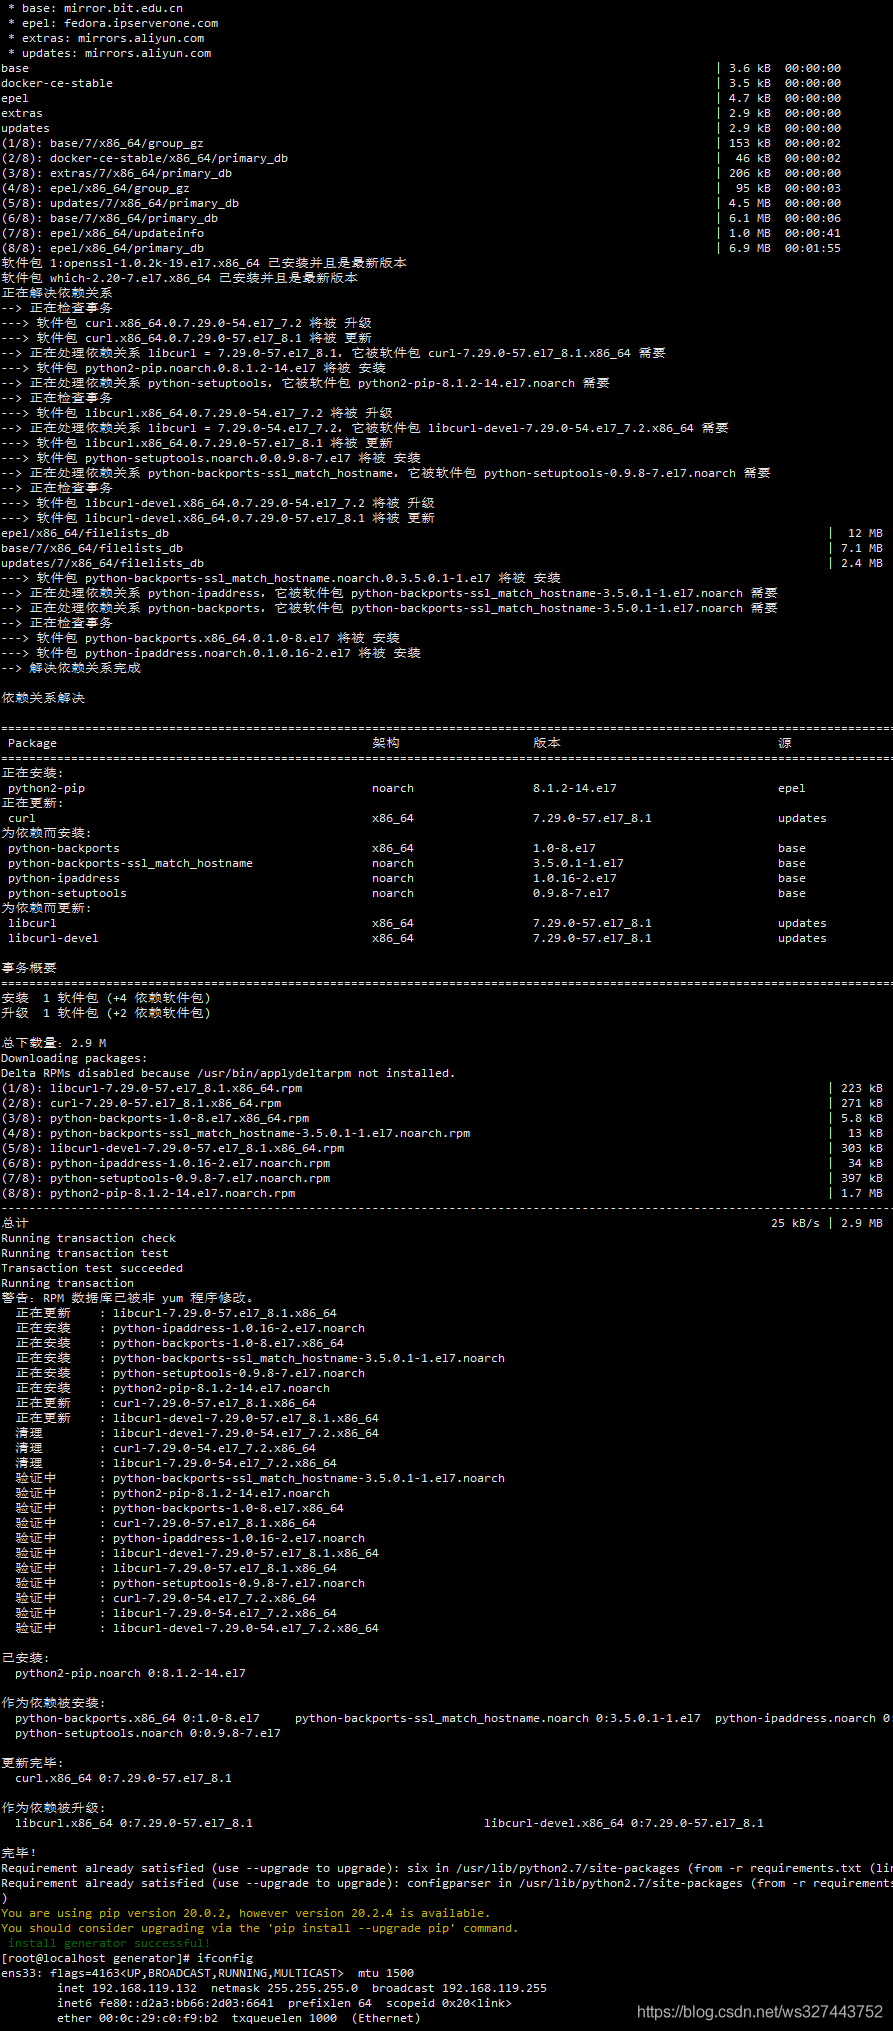 * base: mirror.bit.edu.cn
* epel: fedora.ipserverone.com
* extras: mirrors.aliyun.com
* updates: mirrors.aliyun.com
base | 3.6 kB 00:00:00
docker-ce-stable | 3.5 kB 00:00:00
epel | 4.7 kB 00:00:00
extras | 2.9 kB 00:00:00
updates | 2.9 kB 00:00:00
(1/8): base/7/x86_64/group_gz | 153 kB 00:00:02
(2/8): docker-ce-stable/x86_64/primary_db | 46 kB 00:00:02
(3/8): extras/7/x86_64/primary_db | 206 kB 00:00:00
(4/8): epel/x86_64/group_gz | 95 kB 00:00:03
(5/8): updates/7/x86_64/primary_db | 4.5 MB 00:00:00
(6/8): base/7/x86_64/primary_db | 6.1 MB 00:00:06
(7/8): epel/x86_64/updateinfo | 1.0 MB 00:00:41
(8/8): epel/x86_64/primary_db | 6.9 MB 00:01:55
软件包 1:openssl-1.0.2k-19.el7.x86_64 已安装并且是最新版本
软件包 which-2.20-7.el7.x86_64 已安装并且是最新版本
正在解决依赖关系
--> 正在检查事务
---> 软件包 curl.x86_64.0.7.29.0-54.el7_7.2 将被 升级
---> 软件包 curl.x86_64.0.7.29.0-57.el7_8.1 将被 更新
--> 正在处理依赖关系 libcurl = 7.29.0-57.el7_8.1，它被软件包 curl-7.29.0-57.el7_8.1.x86_64 需要
---> 软件包 python2-pip.noarch.0.8.1.2-14.el7 将被 安装
--> 正在处理依赖关系 python-setuptools，它被软件包 python2-pip-8.1.2-14.el7.noarch 需要
--> 正在检查事务
---> 软件包 libcurl.x86_64.0.7.29.0-54.el7_7.2 将被 升级
--> 正在处理依赖关系 libcurl = 7.29.0-54.el7_7.2，它被软件包 libcurl-devel-7.29.0-54.el7_7.2.x86_64 需要
---> 软件包 libcurl.x86_64.0.7.29.0-57.el7_8.1 将被 更新
---> 软件包 python-setuptools.noarch.0.0.9.8-7.el7 将被 安装
--> 正在处理依赖关系 python-backports-ssl_match_hostname，它被软件包 python-setuptools-0.9.8-7.el7.noarch 需要
--> 正在检查事务
---> 软件包 libcurl-devel.x86_64.0.7.29.0-54.el7_7.2 将被 升级
---> 软件包 libcurl-devel.x86_64.0.7.29.0-57.el7_8.1 将被 更新
epel/x86_64/filelists_db | 12 MB
base/7/x86_64/filelists_db | 7.1 MB
updates/7/x86_64/filelists_db | 2.4 MB
---> 软件包 python-backports-ssl_match_hostname.noarch.0.3.5.0.1-1.el7 将被 安装
--> 正在处理依赖关系 python-ipaddress，它被软件包 python-backports-ssl_match_hostname-3.5.0.1-1.el7.noarch 需要
--> 正在处理依赖关系 python-backports，它被软件包 python-backports-ssl_match_hostname-3.5.0.1-1.el7.noarch 需要
--> 正在检查事务
---> 软件包 python-backports.x86_64.0.1.0-8.el7 将被 安装
---> 软件包 python-ipaddress.noarch.0.1.0.16-2.el7 将被 安装
--> 解决依赖关系完成
依赖关系解决
================================================================================
Package 架构 版本 源
================================================================================
正在安装:
python2-pip noarch 8.1.2-14.el7 epel
正在更新:
curl x86_64 7.29.0-57.el7_8.1 updates
为依赖而安装:
python-backports x86_64 1.0-8.el7 base
python-backports-ssl_match_hostname noarch 3.5.0.1-1.el7 base
python-ipaddress noarch 1.0.16-2.el7 base
python-setuptools noarch 0.9.8-7.el7 base
为依赖而更新:
libcurl x86_64 7.29.0-57.el7_8.1 updates
libcurl-devel x86_64 7.29.0-57.el7_8.1 updates
事务概要
================================================================================
安装 1 软件包 (+4 依赖软件包)
升级 1 软件包 (+2 依赖软件包)
总下载量：2.9 M
Downloading packages:
Delta RPMs disabled because /usr/bin/applydeltarpm not installed.
(1/8): libcurl-7.29.0-57.el7_8.1.x86_64.rpm | 223 kB
(2/8): curl-7.29.0-57.el7_8.1.x86_64.rpm | 271 kB
(3/8): python-backports-1.0-8.el7.x86_64.rpm | 5.8 kB
(4/8): python-backports-ssl_match_hostname-3.5.0.1-1.el7.noarch.rpm | 13 kB
(5/8): libcurl-devel-7.29.0-57.el7_8.1.x86_64.rpm | 303 kB
(6/8): python-ipaddress-1.0.16-2.el7.noarch.rpm | 34 kB
(7/8): python-setuptools-0.9.8-7.el7.noarch.rpm | 397 kB
(8/8): python2-pip-8.1.2-14.el7.noarch.rpm | 1.7 MB
--------------------------------------------------------------------------------
总计 25 kB/s | 2.9 MB
Running transaction check
Running transaction test
Transaction test succeeded
Running transaction
警告：RPM 数据库已被非 yum 程序修改。
正在更新 : libcurl-7.29.0-57.el7_8.1.x86_64
正在安装 : python-ipaddress-1.0.16-2.el7.noarch
正在安装 : python-backports-1.0-8.el7.x86_64
正在安装 : python-backports-ssl_match_hostname-3.5.0.1-1.el7.noarch
正在安装 : python-setuptools-0.9.8-7.el7.noarch
正在安装 : python2-pip-8.1.2-14.el7.noarch
正在更新 : curl-7.29.0-57.el7_8.1.x86_64
正在更新 : libcurl-devel-7.29.0-57.el7_8.1.x86_64
清理 : libcurl-devel-7.29.0-54.el7_7.2.x86_64
清理 : curl-7.29.0-54.el7_7.2.x86_64
清理 : libcurl-7.29.0-54.el7_7.2.x86_64
验证中 : python-backports-ssl_match_hostname-3.5.0.1-1.el7.noarch
验证中 : python2-pip-8.1.2-14.el7.noarch
验证中 : python-backports-1.0-8.el7.x86_64
验证中 : curl-7.29.0-57.el7_8.1.x86_64
验证中 : python-ipaddress-1.0.16-2.el7.noarch
验证中 : libcurl-devel-7.29.0-57.el7_8.1.x86_64
验证中 : libcurl-7.29.0-57.el7_8.1.x86_64
验证中 : python-setuptools-0.9.8-7.el7.noarch
验证中 : curl-7.29.0-54.el7_7.2.x86_64
验证中 : libcurl-7.29.0-54.el7_7.2.x86_64
验证中 : libcurl-devel-7.29.0-54.el7_7.2.x86_64
已安装:
python2-pip.noarch 0:8.1.2-14.el7
作为依赖被安装:
python-backports.x86_64 0:1.0-8.el7 python-backports-ssl_match_hostname.noarch 0:3.5.0.1-1.el7 python-ipaddress.noarch 0:
python-setuptools.noarch 0:0.9.8-7.el7
更新完毕:
curl.x86_64 0:7.29.0-57.el7_8.1
作为依赖被升级:
libcurl.x86_64 0:7.29.0-57.el7_8.1 libcurl-devel.x86_64 0:7.29.0-57.el7_8.1
完毕！
Requirement already satisfied (use --upgrade to upgrade): six in /usr/lib/python2.7/site-packages (from -r requirements.txt (li
Requirement already satisfied (use --upgrade to upgrade): configparser in /usr/lib/python2.7/site-packages (from -r requirements
)
You are using pip version 20.0.2, however version 20.2.4 is available.
You should consider upgrading via the 'pip install --upgrade pip' command.
install generator successful!
[root@localhost generator]# ifconfig
ens33: flags=4163<UP,BROADCAST,RUNNING,MULTICAST> mtu 1500
inet 192.168.119.132 netmask 255.255.255.0 broadcast 192.168.119.255
inet6 fe80::d2a3:bb66:2d03:6641 prefixlen 64 scopeid 0x20<link>
ether 00:0c:29:c0:f9:b2 txqueuelen 1000 (Ethernet)
https://blog.csdn.net/ws327443752